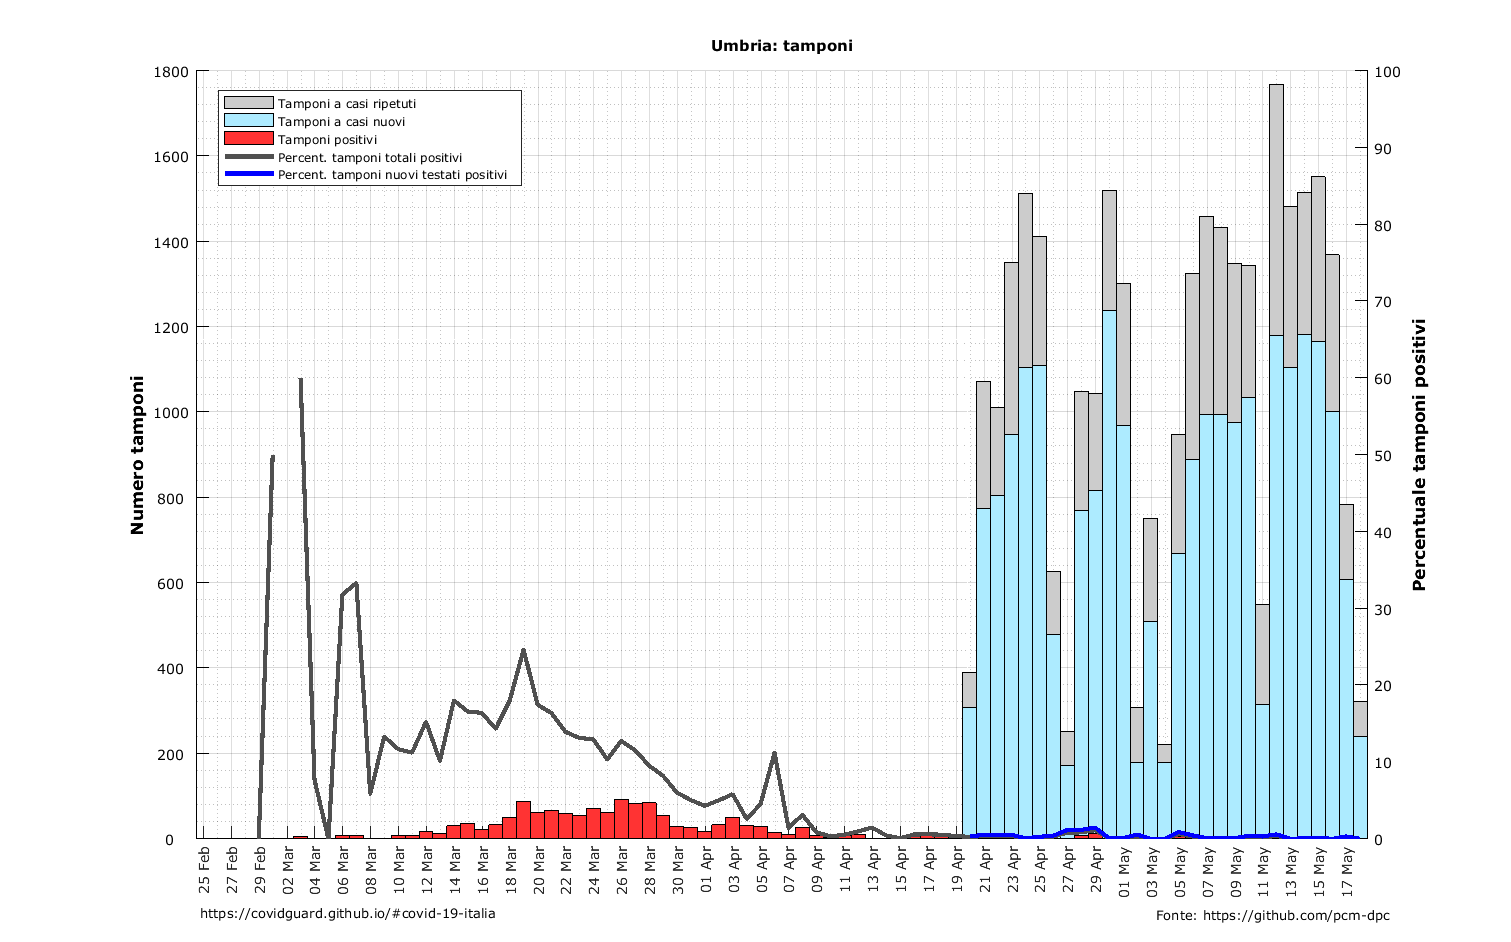 Umbria: tamponi
Tamponi a casi ripetuti
Tamponi a casi nuovi
Tamponi positivi
Percent. tamponi totali positivi
Percent. tamponi nuovi testati positivi
Numero tamponi
1800
1600
1400
1200
1000
800
600
400
200
0
100
90
80
70
60
50
40
30
20
10
0
Percentuale tamponi positivi
25 Feb
27 Feb
29 Feb
02 Mar
04 Mar
06 Mar
08 Mar
10 Mar
12 Mar
14 Mar
16 Mar
18 Mar
20 Mar
22 Mar
24 Mar
26 Mar
28 Mar
30 Mar
01 Apr
03 Apr
05 Apr
07 Apr
09 Apr
11 Apr
13 Apr
15 Apr
17 Apr
19 Apr
21 Apr
23 Apr
25 Apr
27 Apr
29 Apr
01 May
03 May
05 May
07 May
09 May
11 May
13 May
15 May
17 May
https://covidguard.github.io/#covid-19-italia
Fonte: https://github.com/pcm-dpc